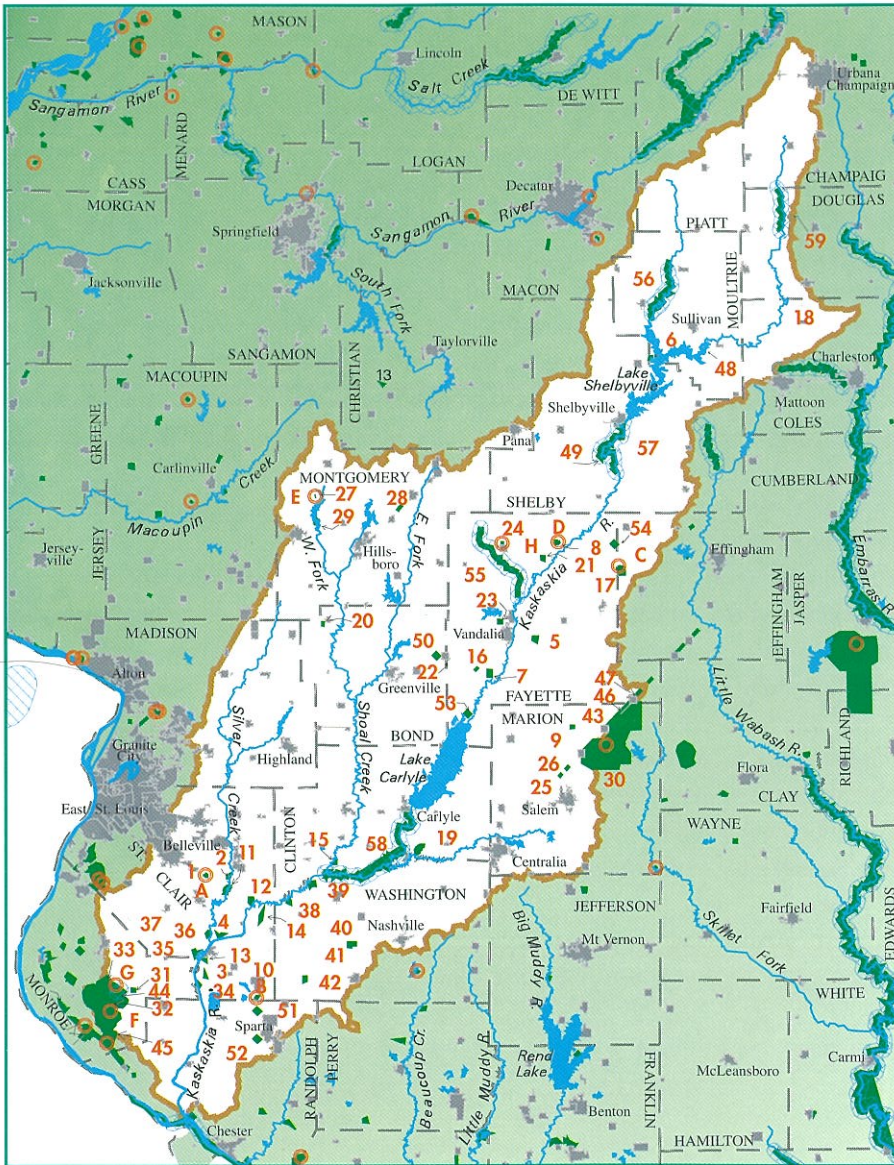 MASON
Lincoln
Salt Creek
Urbana
Champaign
Sangamon River
DE WITT
MENARD
LOGAN
CASS
MORGAN
Decatur
CHAMPAIG
DOUGLAS
Springfield
Sangamon River
PIATT
59
Jacksonville
South Fork
MACON
56
MOULTRIE
Sullivan
18
Taylorville
6
48
SANGAMON
CHRISTIAN
13
Lake
Shelbyville
Charleston
MACOUPIN
Mattoon
COLES
Shelbyville
GREENE
Pana
49
57
Carlinville
Macoupin Creek
MONTGOMERY
CUMBERLAND
E
27
28
SHELBY
29
E. Fork
24
D
R.
54
Jersey-
ville
JERSEY
W. Fork
Hills-
boro
H
8
C
Effingham
Embarras
Kaskaskia
21
17
55
EFFINGHAM
JASPER
23
MADISON
20
50
Vandalia
5
Alton
16
22
Greenville
7
47
Little Wabash R.
FAYETTE
46
Silver
53
MARION
43
Granite
City
Shoal Creek
BOND
9
RICHLAND
Highland
Lake
Carlyle
26
30
Flora
25
East St. Louis
Creek
Salem
CLAY
Carlyle
CLINTON
WAYNE
Belleville
15
58
19
2
11
Centralia
ST.
CLAIR
1
A
12
39
WASHINGTON
38
JEFFERSON
Fairfield
37
4
14
40
Nashville
EDWARDS
36
Big Muddy R.
Mt Vernon
Skillet Fork
33
35
13
41
G
31
3
10
42
MONROE
44
34
B
WHITE
32
F
51
Kaskaskia R.
Sparta
45
52
RANDOLPH
PERRY
Beaucoup Cr.
Little Muddy R.
Rend
Lake
FRANKLIN
McLeansboro
Carmi
Benton
Chester
HAMILTON